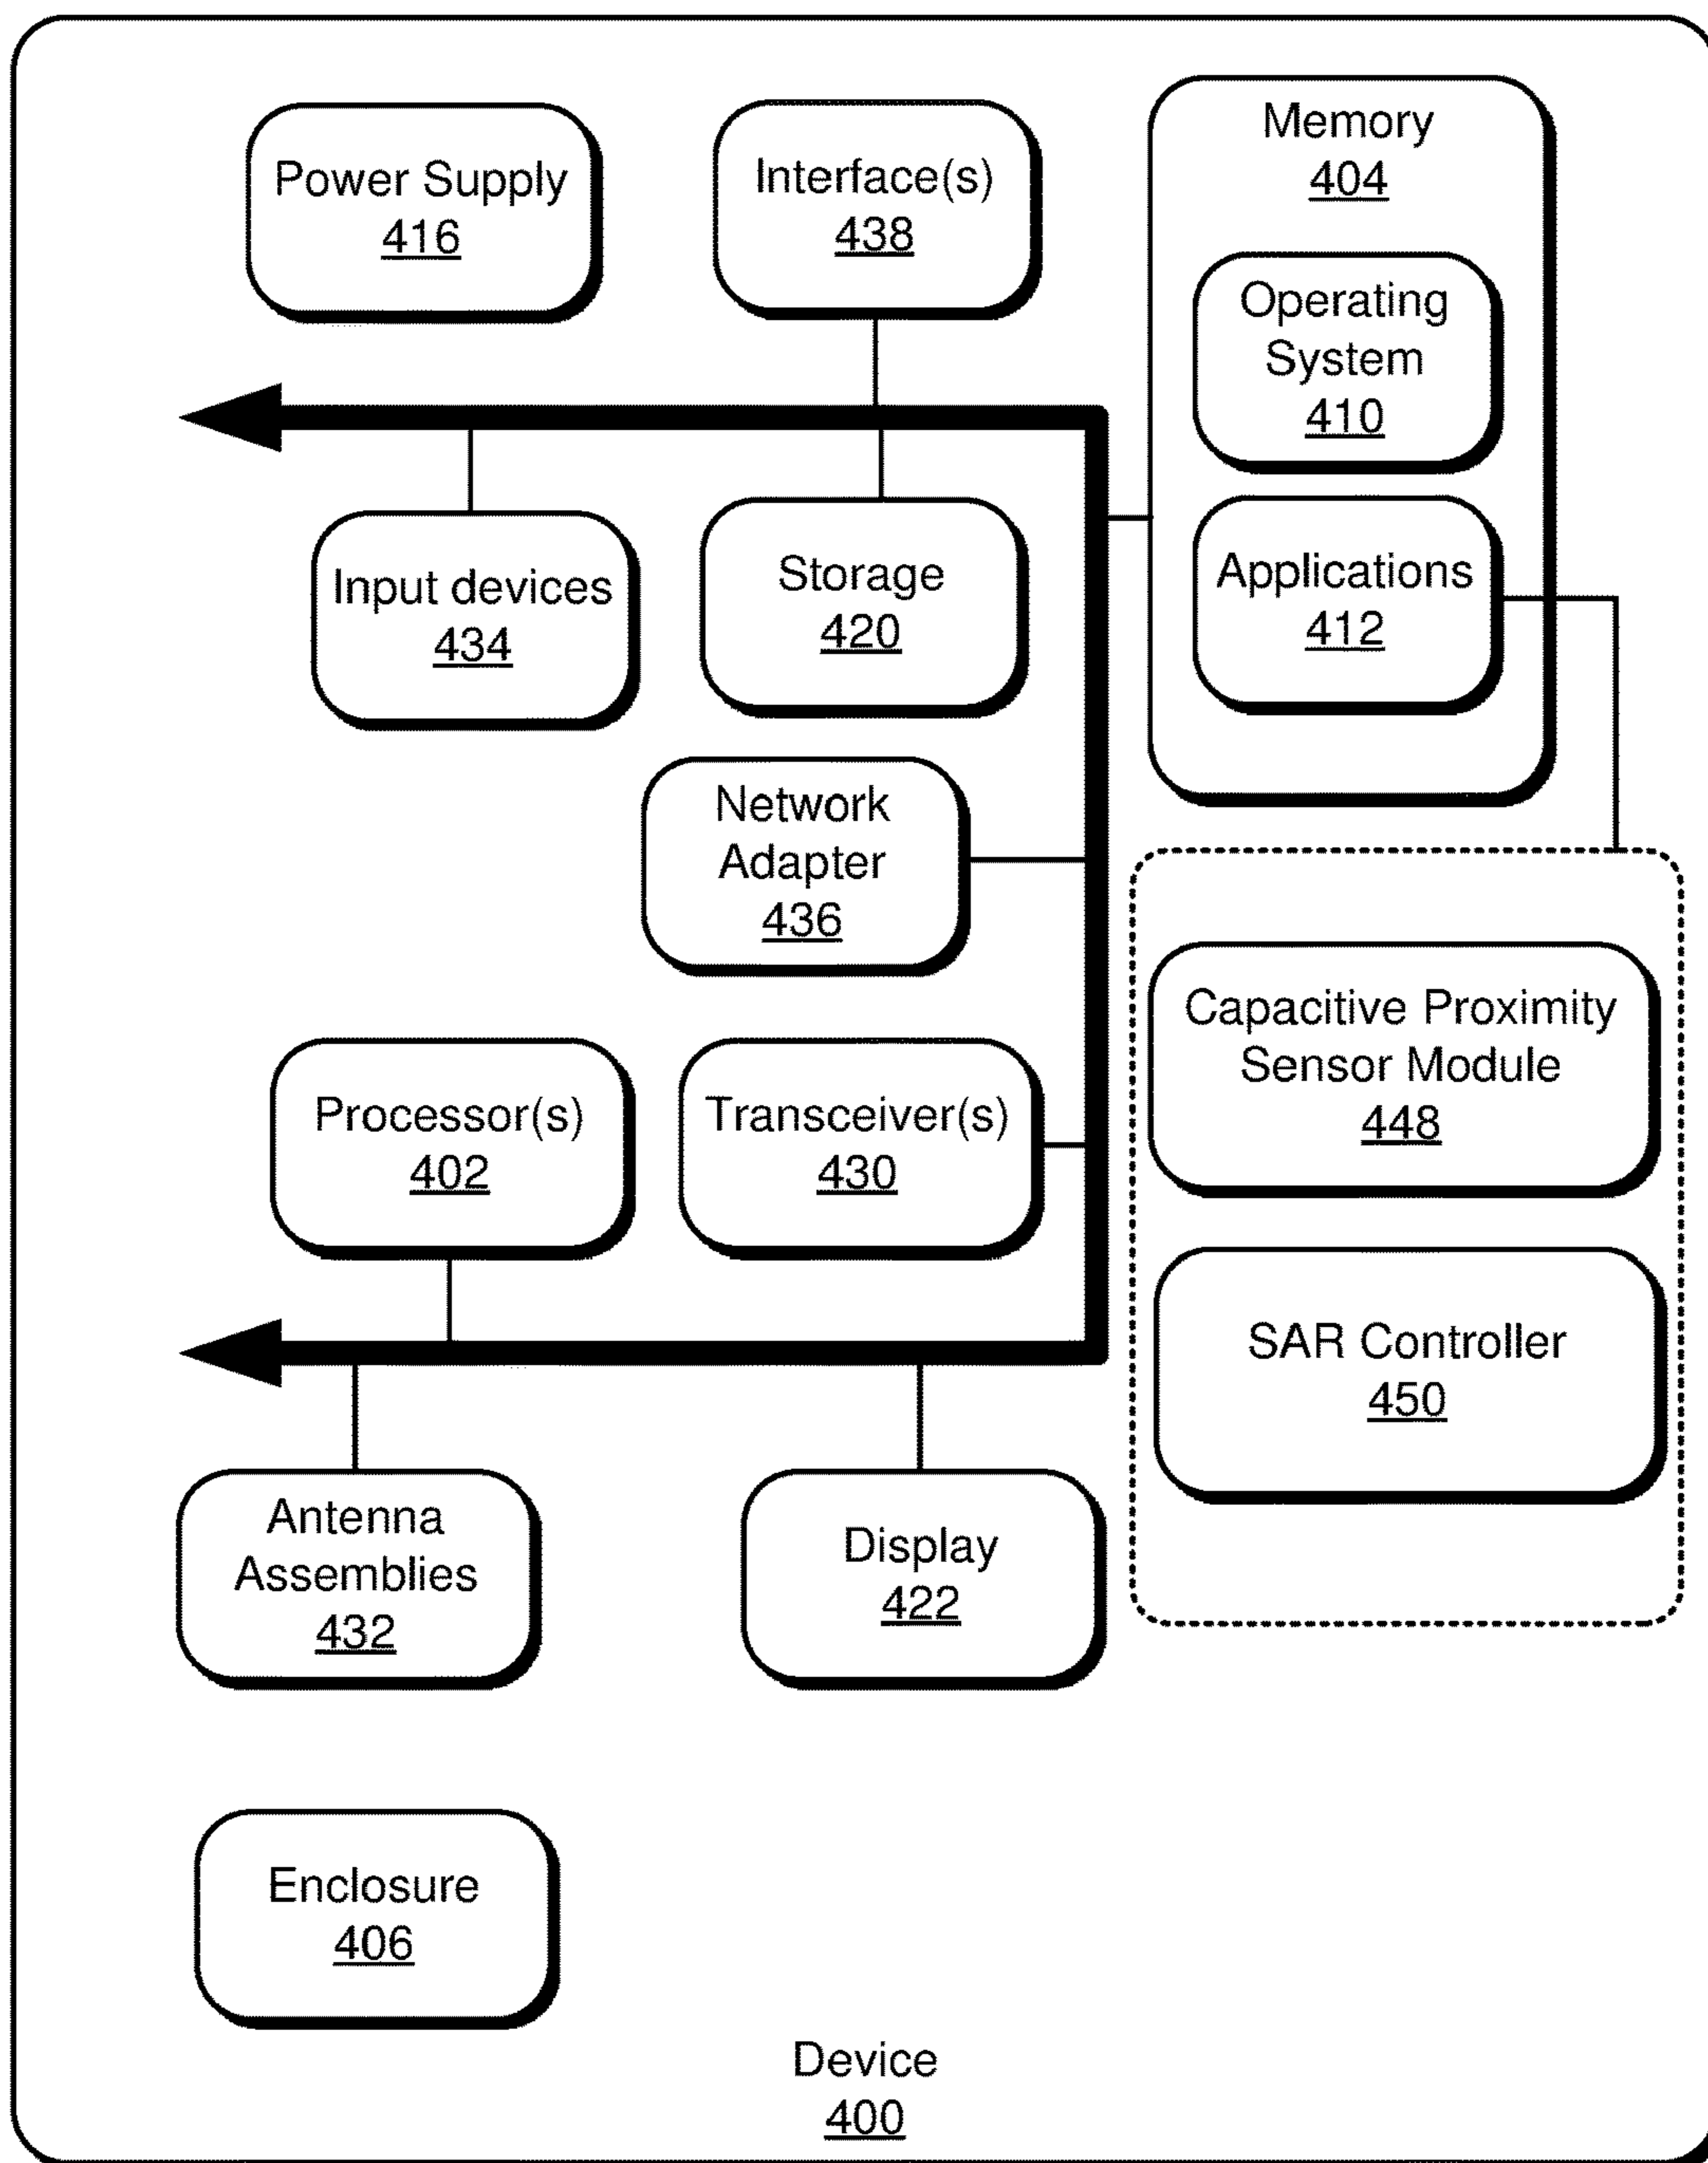 Power Supply
416
Interface(s)
438
Memory
404
Operating
System
410
Applications
412
Input devices
434
Storage
420
Network
Adapter
436
Capacitive Proximity
Sensor Module
448
Processor(s)
402
Transceiver(s)
430
SAR Controller
450
Antenna
Assemblies
432
Display
422
Enclosure
406
Device
400